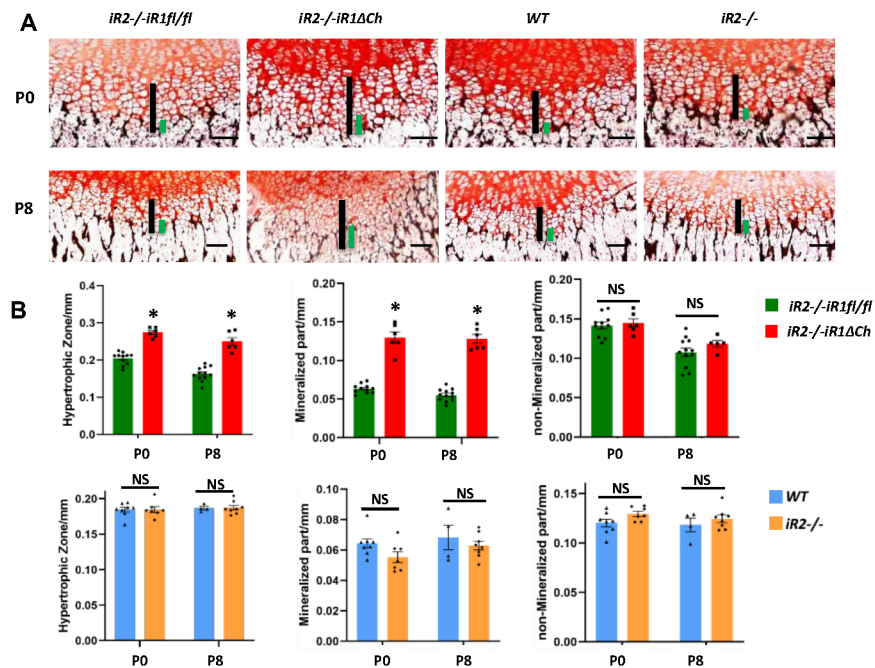 A
iR2-/-iR1fl/fl
iR2-/-iR1ΔCh
WT
iR2-/-
P0
P8
B
Hypertrophic Zone/mm
0.4
0.3
0.2
0.1
0.0
*
*
P0
P8
Mineralized part/mm
0.20
0.15
0.10
0.05
0.00
*
*
P0
P8
non-Mineralized part/mm
0.20
0.15
0.10
0.05
0.00
NS
NS
P0
P8
iR2-/-iR1fl/fl
iR2-/-iR1ΔCh
Hypertrophic Zone/mm
0.20
0.15
0.10
0.05
0.00
NS
NS
P0
P8
Mineralized part/mm
0.10
0.08
0.06
0.04
0.02
0.00
NS
NS
P0
P8
non-Mineralized part/mm
0.15
0.10
0.05
0.00
NS
NS
P0
P8
WT
iR2-/-